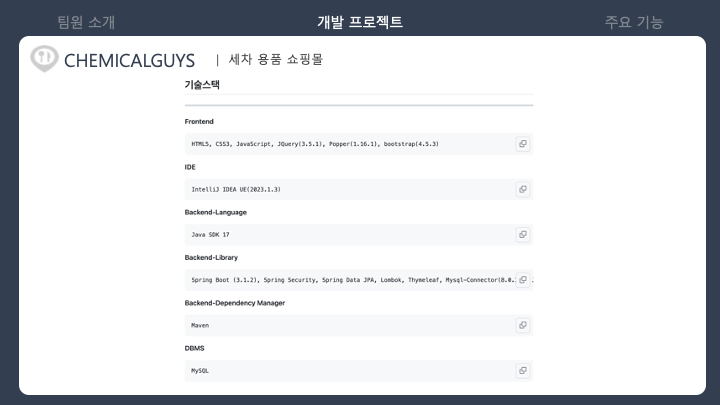 팀원 소개
개발 프로젝트
주요 기능
CHEMICALGUYS | 세차 용품 쇼핑몰
기술스택
Frontend
HTML5, CSS3, JavaScript, JQuery(3.5.1), Popper(1.16.1), bootstrap(4.5.3)
IDE
IntelliJ IDEA UE(2023.1.3)
Backend-Language
Java SDK 17
Backend-Library
Spring Boot (3.1.2), Spring Security, Spring Data JPA, Lombok, Thymeleaf, Mysql-Connector(8.0.
Backend-Dependency Manager
Maven
DBMS
MySQL